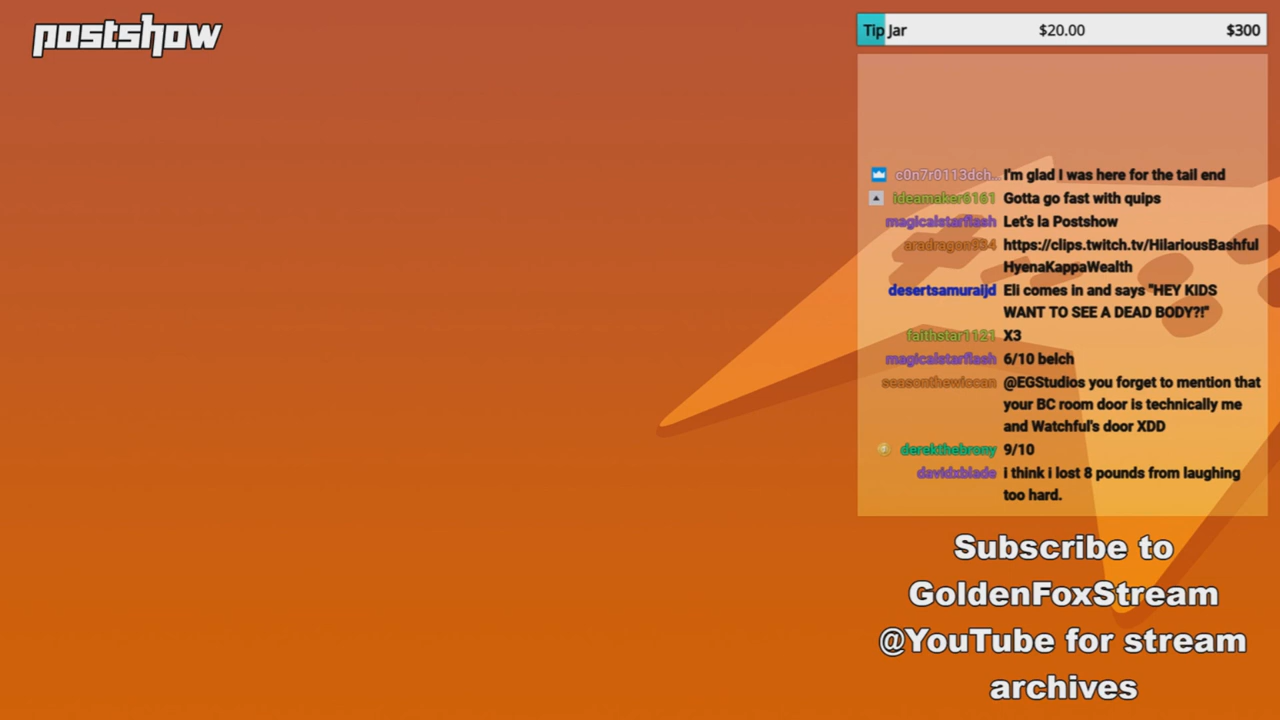 postshow
Tip Jar $20.00 $300
c0n7r0113dch... I'm glad I was here for the tail end
ideamaker6161 Gotta go fast with quips
magicalstarflash Let's la Postshow
aradragon934 https://clips.twitch.tv/HilariousBashful
HyenaKappaWealth
desertsamuraijd Eli comes in and says "HEY KIDS
WANT TO SEE A DEAD BODY?!"
faithstar1121 X3
magicalstarflash 6/10 belch
seasonthewiccan @EGStudios you forget to mention that
your BC room door is technically me
and Watchful's door XDD
derekthebrony 9/10
davidxblade i think i lost 8 pounds from laughing
too hard.
Subscribe to
GoldenFoxStream
@YouTube for stream
archives